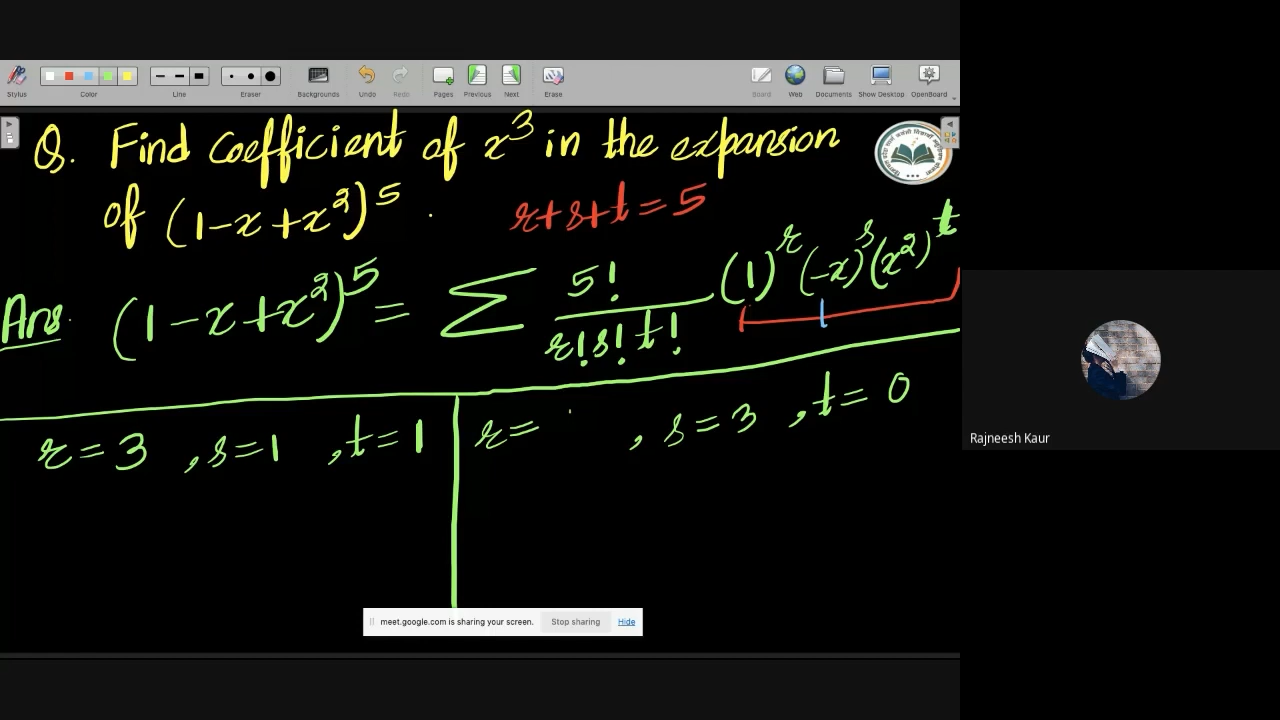 Stylus Color Line Eraser Backgrounds Undo Redo Pages Previous Next Erase Board Web Documents Show Desktop OpenBoard
Q. Find Coefficient of x³ in the expansion
of (1-x+x²)⁵ . r+s+t=5
Ans. (1-x+x²)⁵ = Σ 5!/r!s!t! (1)^r (-x)^s (x²)^t
r=3 , s=1 , t=1
r= , s=3 , t=0
Rajneesh Kaur
meet.google.com is sharing your screen. Stop sharing Hide